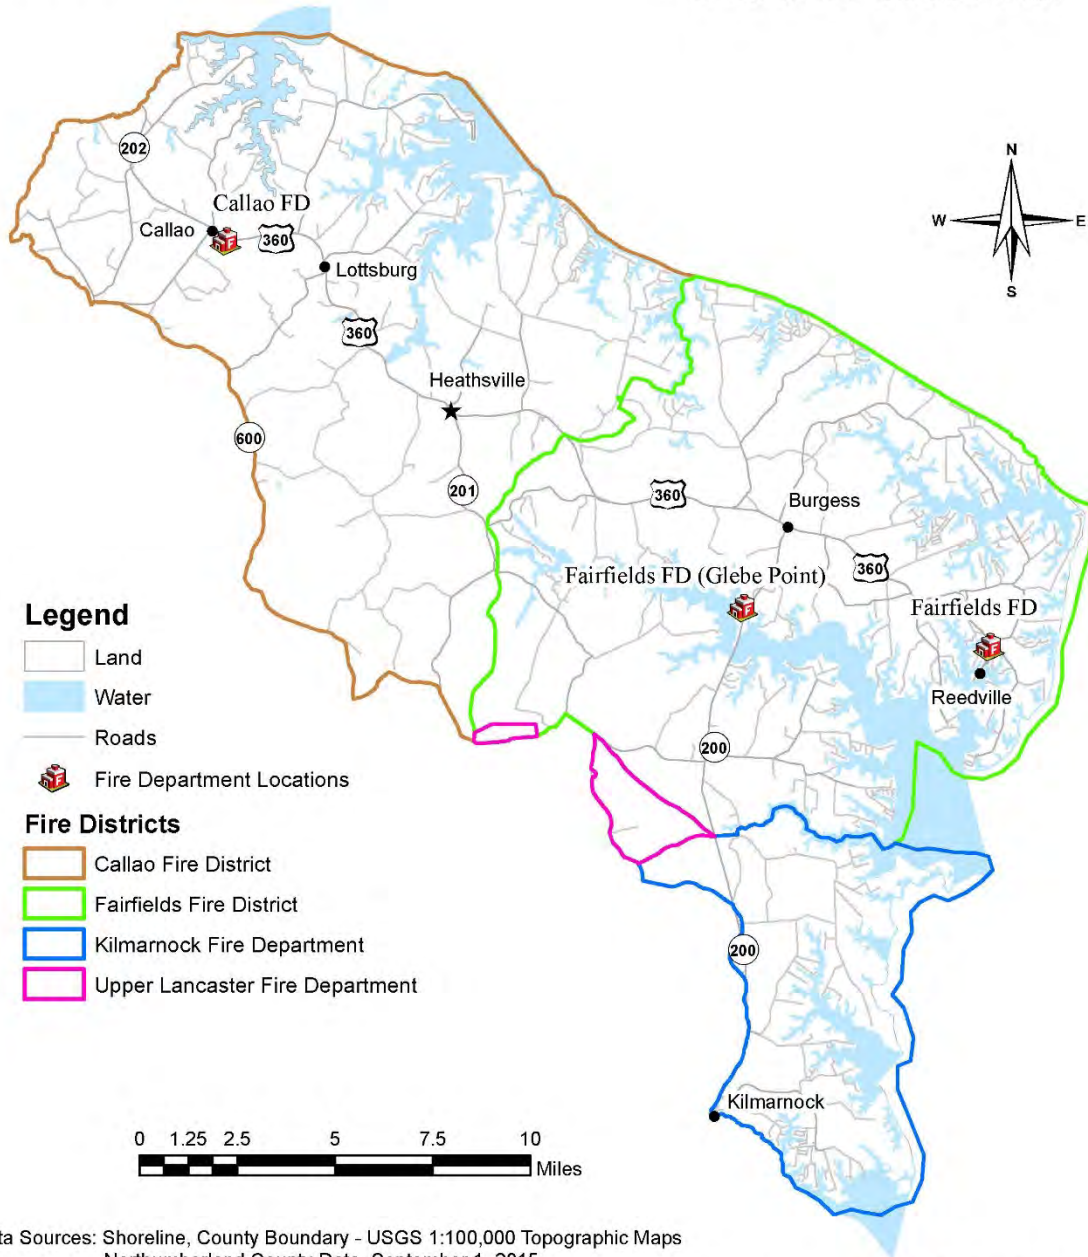 N
W E
S
202
Callao FD
Callao
360
Lottsburg
360
Heathsville
600
201
360
Burgess
360
Fairfields FD (Glebe Point)
Fairfields FD
Reedville
200
200
Kilmarnock
Legend
Land
Water
Roads
Fire Department Locations
Fire Districts
Callao Fire District
Fairfields Fire District
Kilmarnock Fire Department
Upper Lancaster Fire Department
0 1.25 2.5 5 7.5 10
Miles
ta Sources: Shoreline, County Boundary - USGS 1:100,000 Topographic Maps